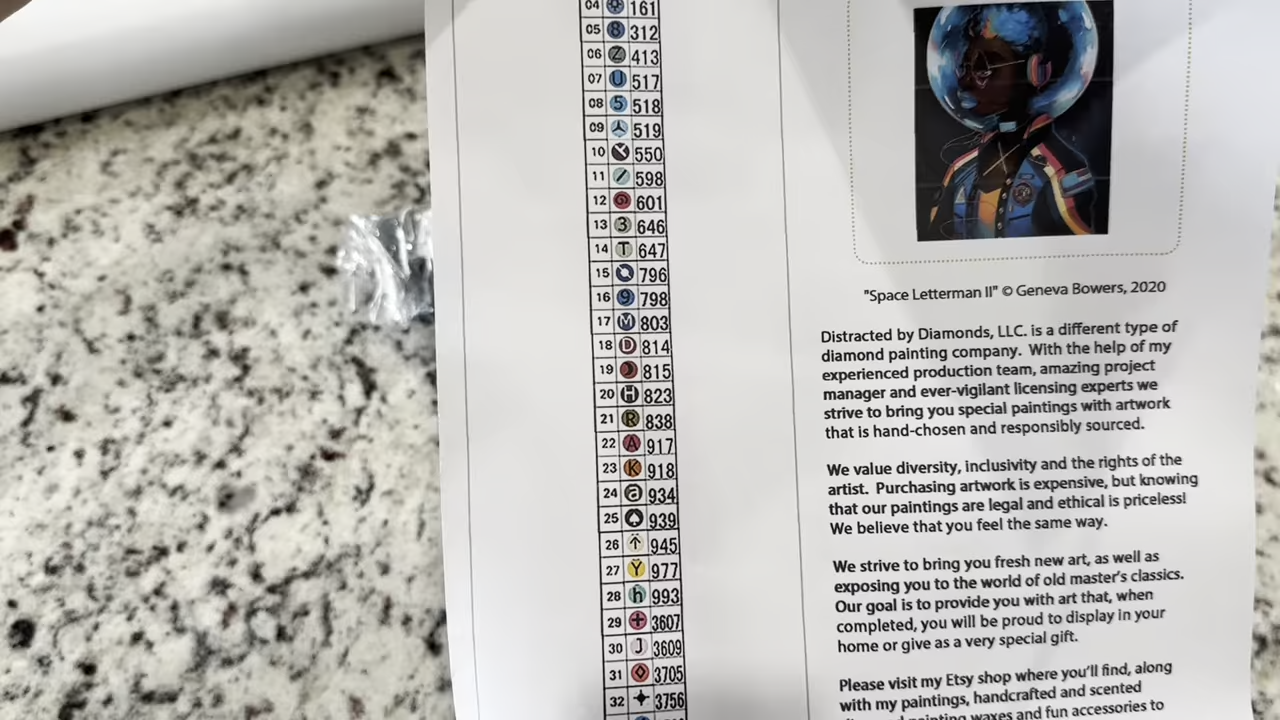 04 161
05 8 312
06 Z 413
07 U 517
08 5 518
09 519
10 550
11 598
12 601
13 3 646
14 T 647
15 796
16 9 798
17 M 803
18 D 814
19 815
20 H 823
21 R 838
22 A 917
23 K 918
24 @ 934
25 ♠ 939
26 ↑ 945
27 Y 977
28 h 993
29 + 3607
30 J 3609
31 ◇ 3705
32 ✦ 3756
"Space Letterman II" © Geneva Bowers, 2020
Distracted by Diamonds, LLC. is a different type of
diamond painting company. With the help of my
experienced production team, amazing project
manager and ever-vigilant licensing experts we
strive to bring you special paintings with artwork
that is hand-chosen and responsibly sourced.
We value diversity, inclusivity and the rights of the
artist. Purchasing artwork is expensive, but knowing
that our paintings are legal and ethical is priceless!
We believe that you feel the same way.
We strive to bring you fresh new art, as well as
exposing you to the world of old master's classics.
Our goal is to provide you with art that, when
completed, you will be proud to display in your
home or give as a very special gift.
Please visit my Etsy shop where you'll find, along
with my paintings, handcrafted and scented
painting waxes and fun accessories to